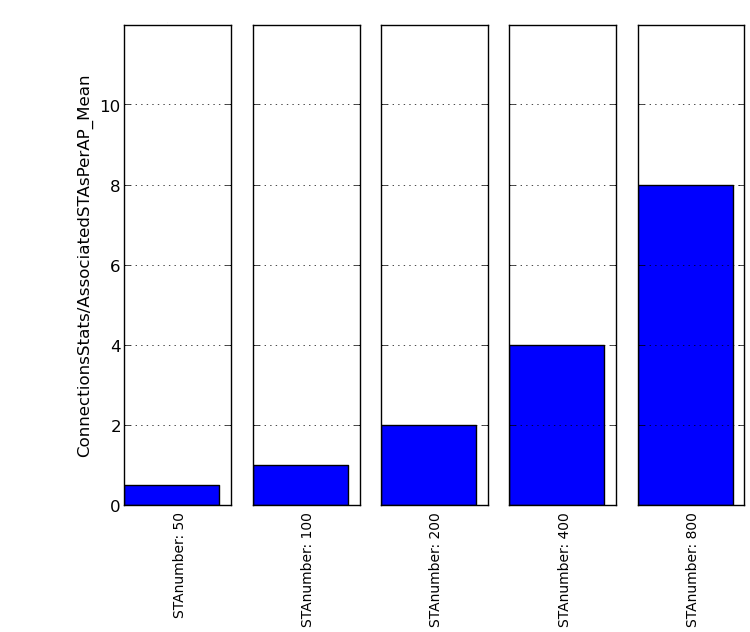 ConnectionsStats/AssociatedSTAsPerAP_Mean
10
8
6
4
2
0
STAnumber: 50
STAnumber: 100
STAnumber: 200
STAnumber: 400
STAnumber: 800